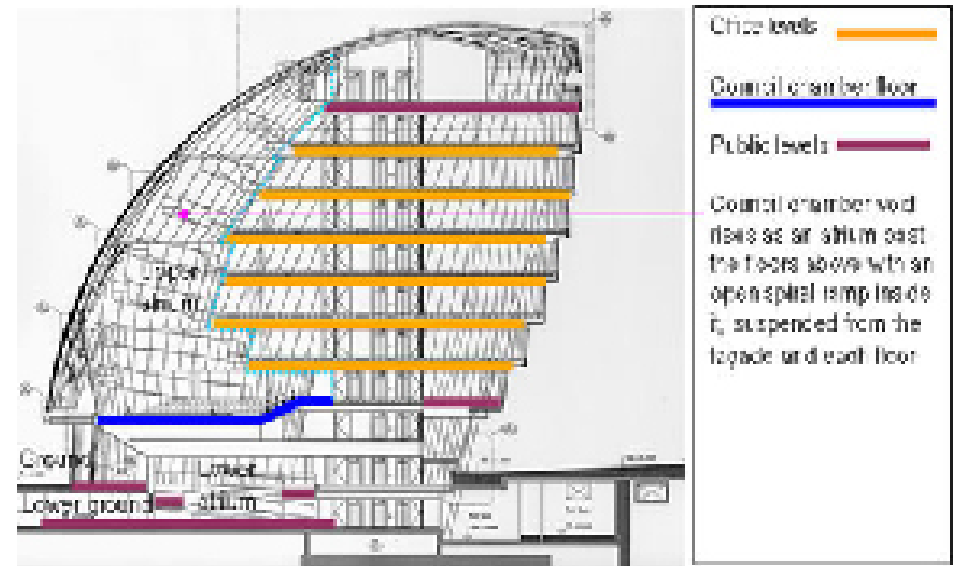 Office levels
Council chamber floor
Public levels
Council chamber void
rises as an atrium past
the floors above with an
open spiral ramp inside
it, suspended from the
façade and each floor
Upper
atrium
Ground
Lower
Lower ground
atrium